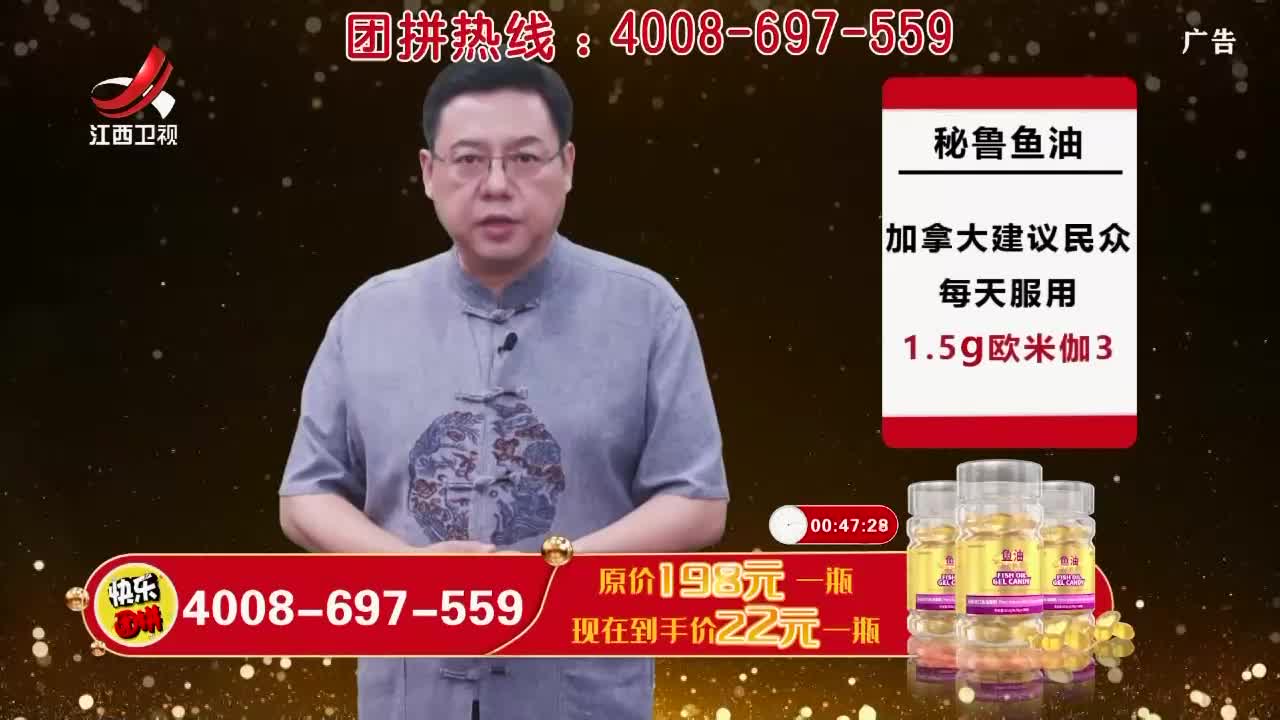 团拼热线：4008-697-559
广告
江西卫视
秘鲁鱼油
加拿大建议民众
每天服用
1.5g欧米伽3
00:47:28
快乐
团拼
4008-697-559
原价198元一瓶
现在到手价22元一瓶
鱼油
FISH OIL
GEL CANDY
鱼油
FISH OIL
GEL CANDY